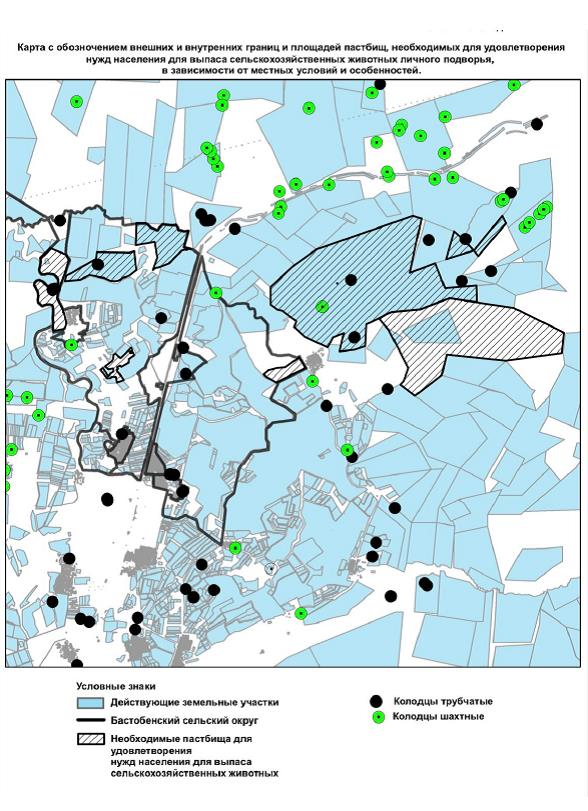 Карта с обозначением внешних и внутренних границ и площадей пастбищ, необходимых для удовлетворения
нужд населения для выпаса сельскохозяйственных животных личного подворья,
в зависимости от местных условий и особенностей.
Условные знаки
Действующие земельные участки
Бастобенский сельский округ
Необходимые пастбища для
удовлетворения
нужд населения для выпаса
сельскохозяйственных животных
Колодцы трубчатые
Колодцы шахтные